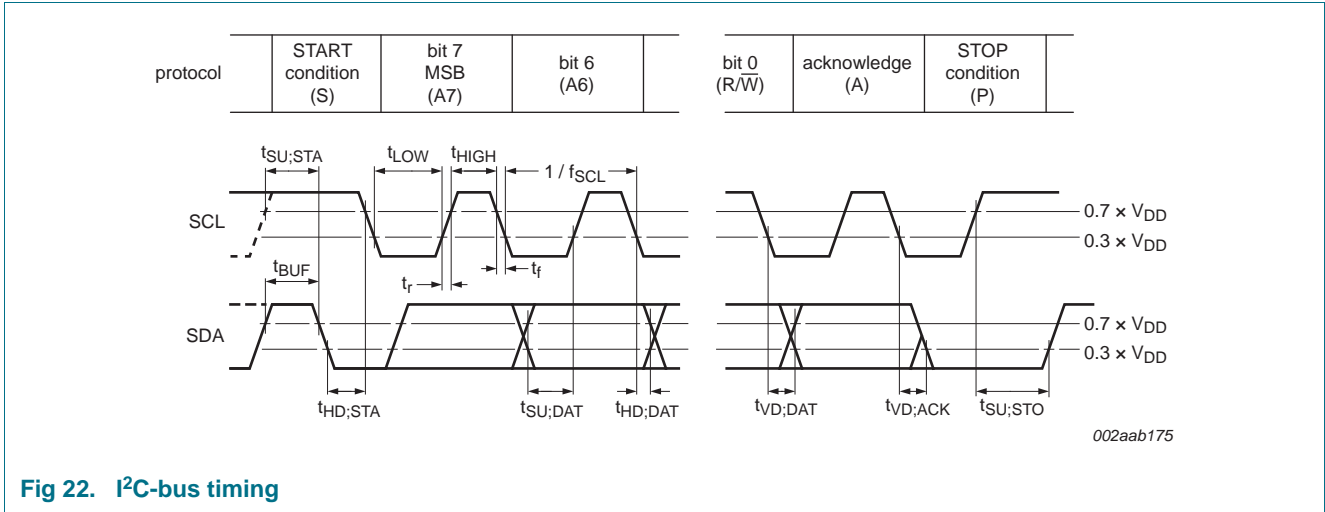 protocol
START
condition
(S)
bit 7
MSB
(A7)
bit 6
(A6)
bit 0
(R/W̅)
acknowledge
(A)
STOP
condition
(P)
tSU;STA
tLOW
tHIGH
1 / fSCL
SCL
0.7 × VDD
0.3 × VDD
tBUF
tr
tf
SDA
0.7 × VDD
0.3 × VDD
tHD;STA
tSU;DAT
tHD;DAT
tVD;DAT
tVD;ACK
tSU;STO
002aab175
Fig 22. I²C-bus timing